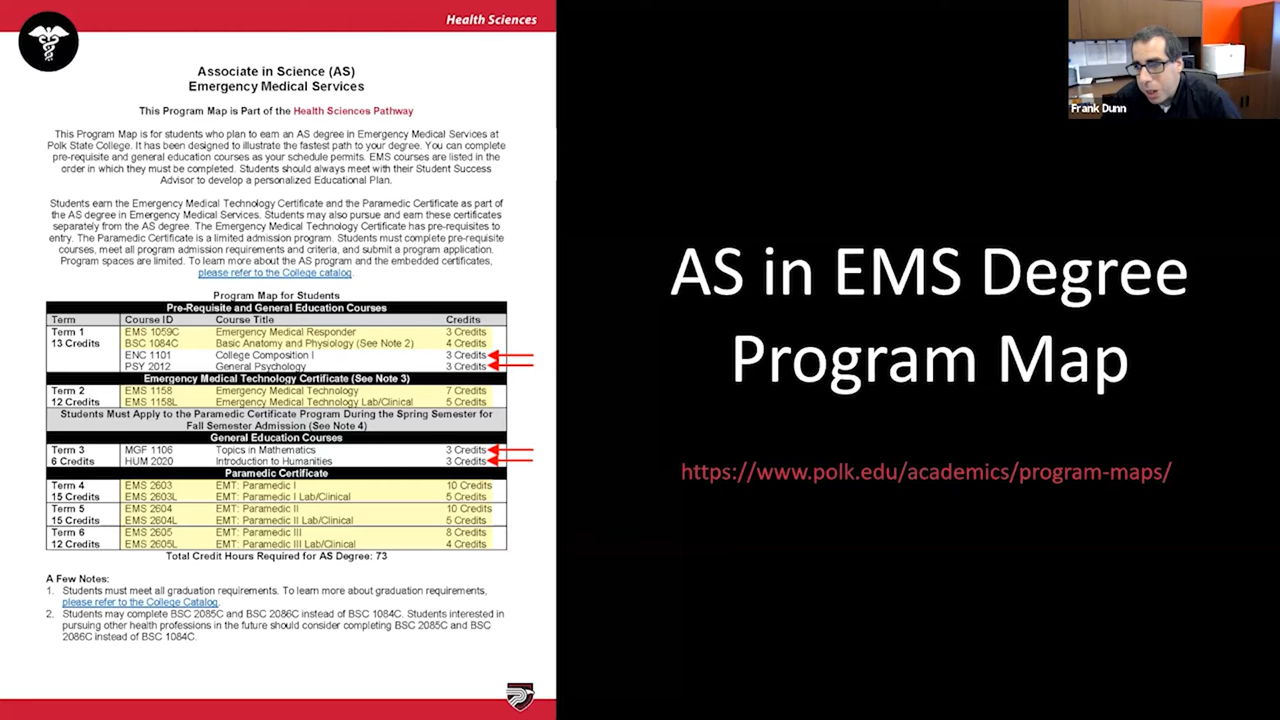 Health Sciences
Associate in Science (AS)
Emergency Medical Services
This Program Map is Part of the Health Sciences Pathway
This Program Map is for students who plan to earn an AS degree in Emergency Medical Services at
Polk State College. It has been designed to illustrate the fastest path to your degree. You can complete
pre-requisite and general education courses as your schedule permits. EMS courses are listed in the
order in which they must be completed. Students should always meet with their Student Success
Advisor to develop a personalized Educational Plan.
Students earn the Emergency Medical Technology Certificate and the Paramedic Certificate as part of
the AS degree in Emergency Medical Services. Students may also pursue and earn these certificates
separately from the AS degree. The Emergency Medical Technology Certificate has pre-requisites to
entry. The Paramedic Certificate is a limited admission program. Students must complete pre-requisite
courses, meet all program admission requirements and criteria, and submit a program application.
Program spaces are limited. To learn more about the AS program and the embedded certificates,
please refer to the College catalog.
Program Map for Students
Pre-Requisite and General Education Courses
Term Course ID Course Title Credits
Term 1 EMS 1059C Emergency Medical Responder 3 Credits
13 Credits BSC 1084C Basic Anatomy and Physiology (See Note 2) 4 Credits
ENC 1101 College Composition I 3 Credits
PSY 2012 General Psychology 3 Credits
Emergency Medical Technology Certificate (See Note 3)
Term 2 EMS 1158 Emergency Medical Technology 7 Credits
12 Credits EMS 1158L Emergency Medical Technology Lab/Clinical 5 Credits
Students Must Apply to the Paramedic Certificate Program During the Spring Semester for
Fall Semester Admission (See Note 4)
General Education Courses
Term 3 MGF 1106 Topics in Mathematics 3 Credits
6 Credits HUM 2020 Introduction to Humanities 3 Credits
Paramedic Certificate
Term 4 EMS 2603 EMT: Paramedic I 10 Credits
15 Credits EMS 2603L EMT: Paramedic I Lab/Clinical 5 Credits
Term 5 EMS 2604 EMT: Paramedic II 10 Credits
15 Credits EMS 2604L EMT: Paramedic II Lab/Clinical 5 Credits
Term 6 EMS 2605 EMT: Paramedic III 8 Credits
12 Credits EMS 2605L EMT: Paramedic III Lab/Clinical 4 Credits
Total Credit Hours Required for AS Degree: 73
A Few Notes:
1. Students must meet all graduation requirements. To learn more about graduation requirements,
please refer to the College Catalog.
2. Students may complete BSC 2085C and BSC 2086C instead of BSC 1084C. Students interested in
pursuing other health professions in the future should consider completing BSC 2085C and BSC
2086C instead of BSC 1084C.
Frank Dunn
AS in EMS Degree
Program Map
https://www.polk.edu/academics/program-maps/